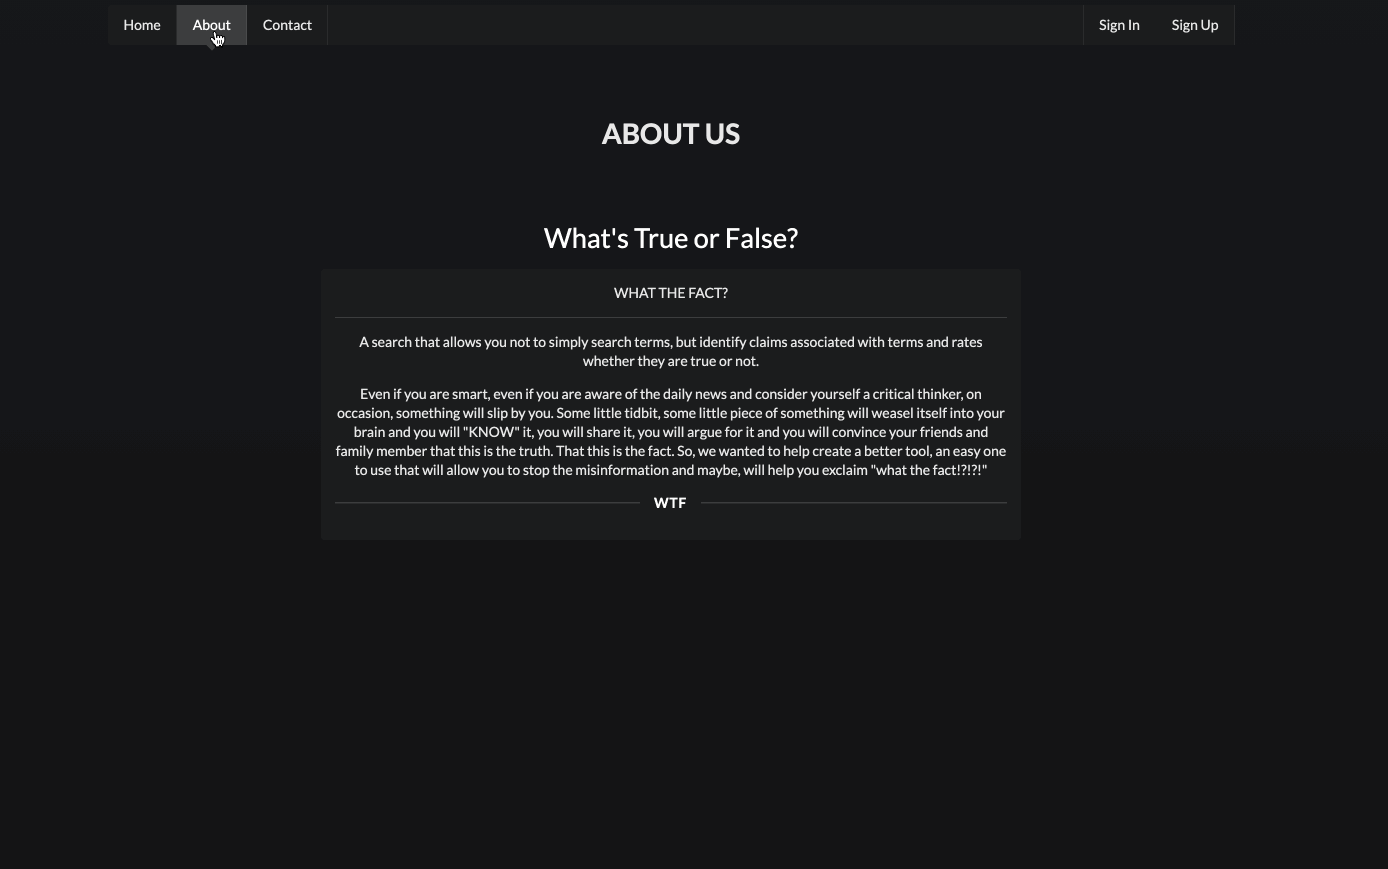 Home About Contact Sign In Sign Up
ABOUT US
What's True or False?
WHAT THE FACT?
A search that allows you not to simply search terms, but identify claims associated with terms and rates
whether they are true or not.
Even if you are smart, even if you are aware of the daily news and consider yourself a critical thinker, on
occasion, something will slip by you. Some little tidbit, some little piece of something will weasel itself into your
brain and you will "KNOW" it, you will share it, you will argue for it and you will convince your friends and
family member that this is the truth. That this is the fact. So, we wanted to help create a better tool, an easy one
to use that will allow you to stop the misinformation and maybe, will help you exclaim "what the fact!?!?!"
WTF